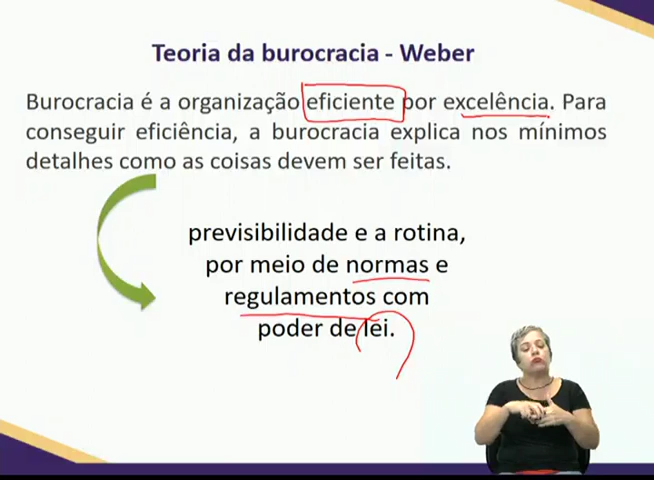 Teoria da burocracia - Weber
Burocracia é a organização eficiente por excelência. Para
conseguir eficiência, a burocracia explica nos mínimos
detalhes como as coisas devem ser feitas.
previsibilidade e a rotina,
por meio de normas e
regulamentos com
poder de lei.